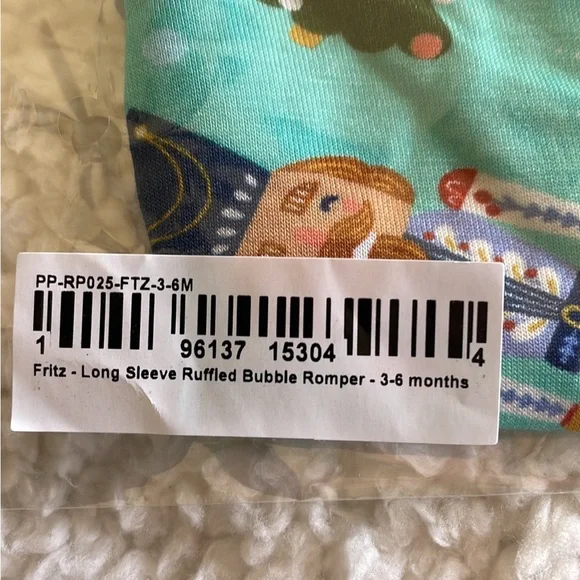 PP-RP025-FTZ-3-6M
1 96137 15304 4
Fritz - Long Sleeve Ruffled Bubble Romper - 3-6 months